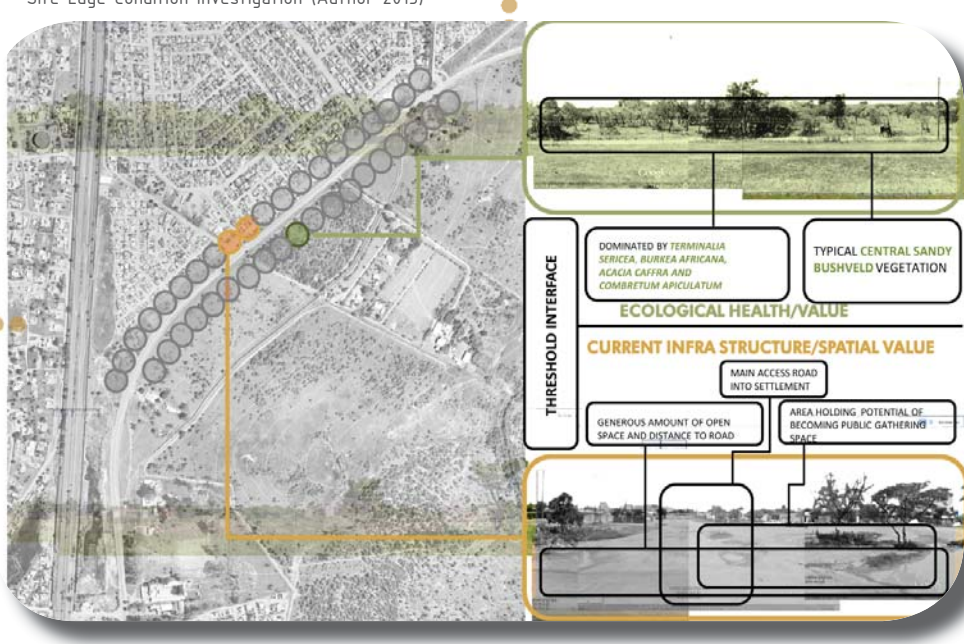 Site Edge Condition Investigation (Author 2015)
Google
THRESHOLD INTERFACE
DOMINATED BY TERMINALIA
SERICEA, BURKEA AFRICANA,
ACACIA CAFFRA AND
COMBRETUM APICULATUM
TYPICAL CENTRAL SANDY
BUSHVELD VEGETATION
ECOLOGICAL HEALTH/VALUE
CURRENT INFRA STRUCTURE/SPATIAL VALUE
MAIN ACCESS ROAD
INTO SETTLEMENT
GENEROUS AMOUNT OF OPEN
SPACE AND DISTANCE TO ROAD
AREA HOLDING POTENTIAL OF
BECOMING PUBLIC GATHERING
SPACE